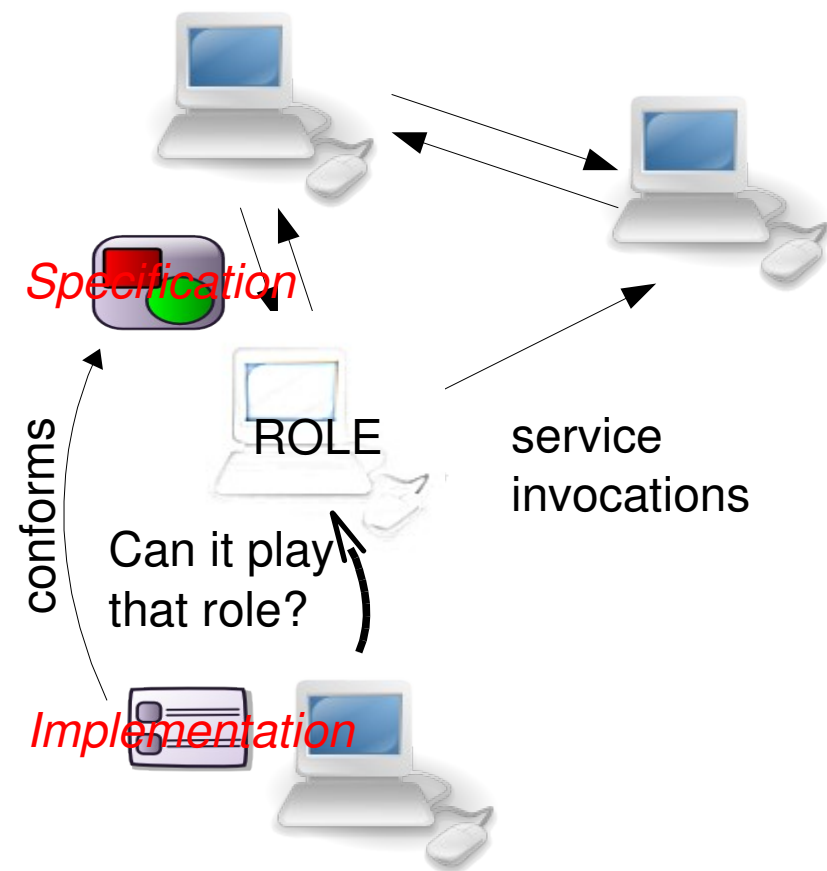 Specification
ROLE
service
invocations
conforms
Can it play
that role?
Implementation